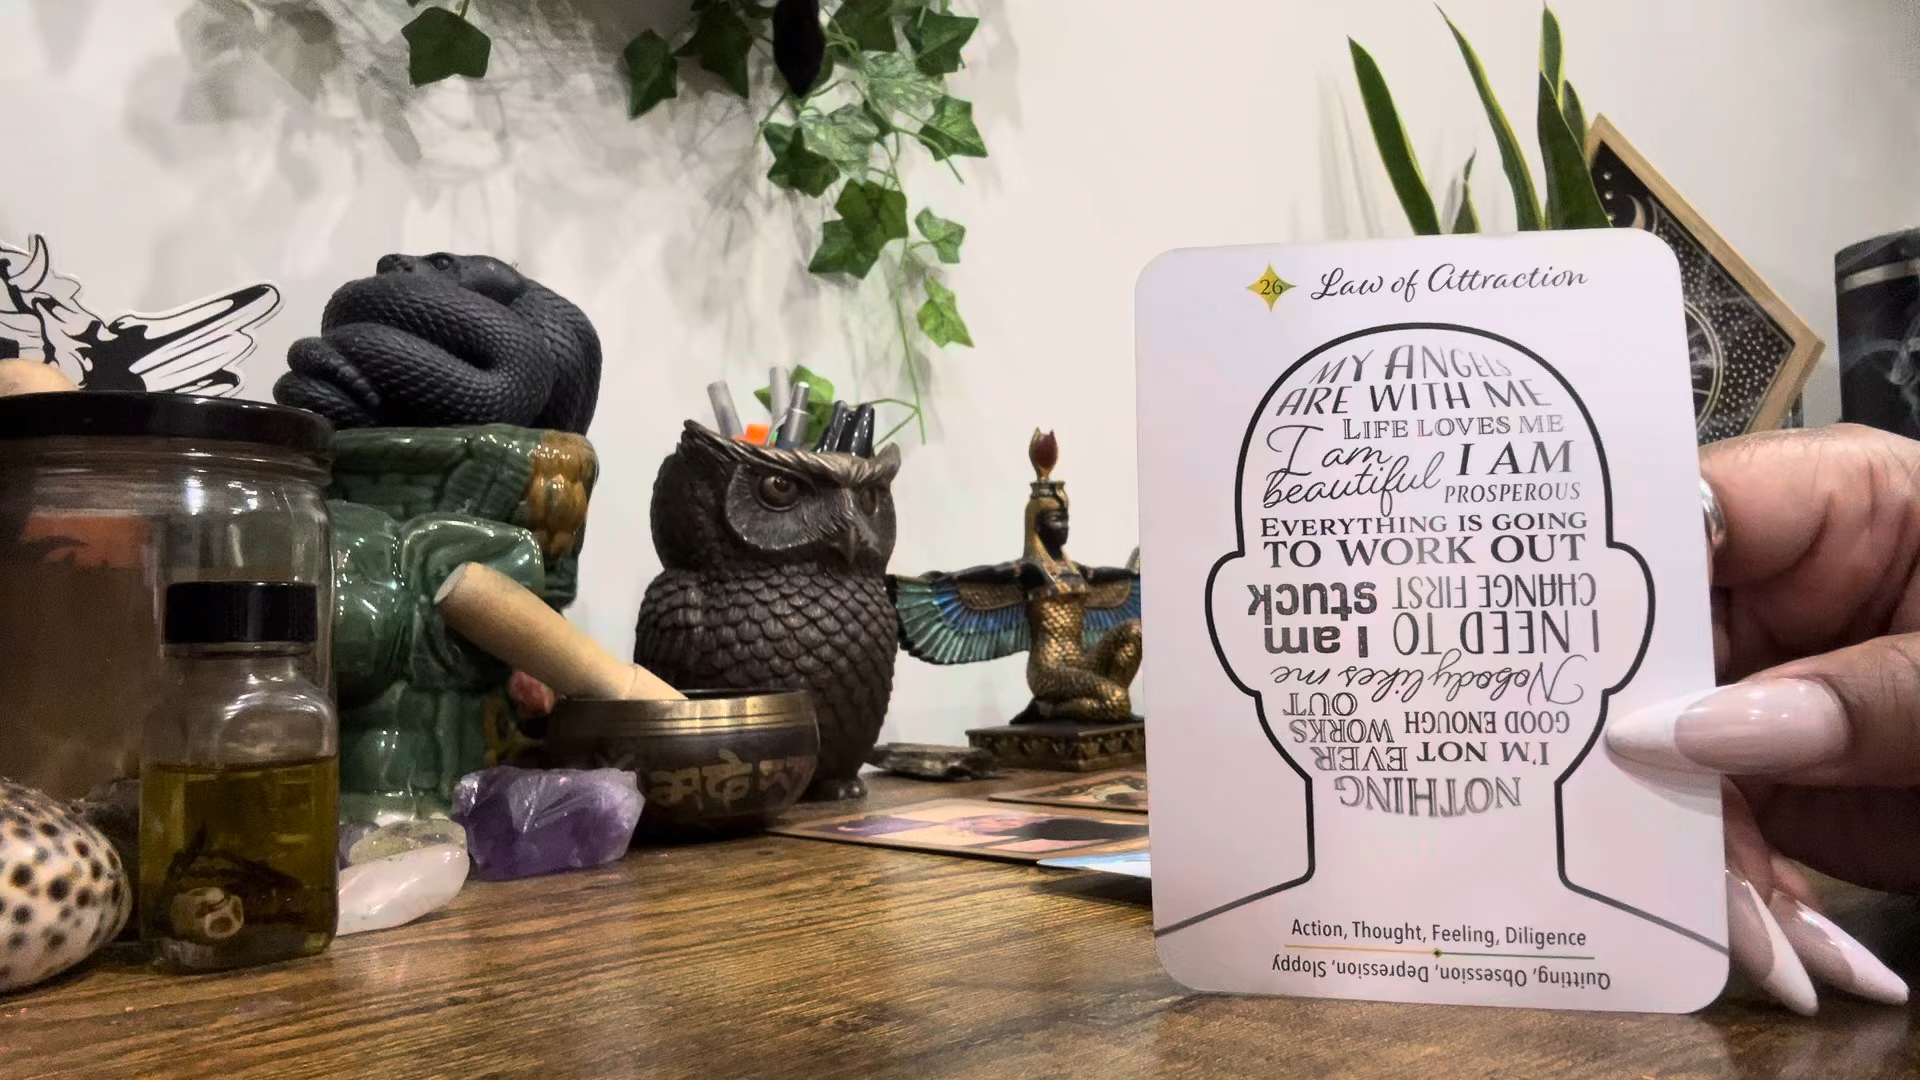 26 Law of Attraction
MY ANGELS
ARE WITH ME
LIFE LOVES ME
I am
beautiful
I AM
PROSPEROUS
EVERYTHING IS GOING
TO WORK OUT
CHANGE FIRST
I NEED TO
I am
stuck
Nobody likes me
GOOD ENOUGH
I'M NOT
OUT
WORKS
EVER
NOTHING
Action, Thought, Feeling, Diligence
Quitting, Obsession, Depression, Sloppy